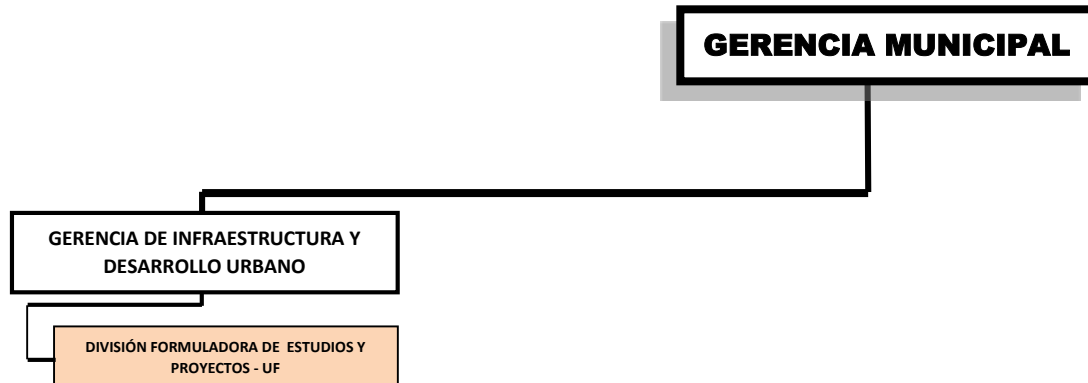 GERENCIA MUNICIPAL
GERENCIA DE INFRAESTRUCTURA Y
DESARROLLO URBANO
DIVISIÓN FORMULADORA DE ESTUDIOS Y
PROYECTOS - UF